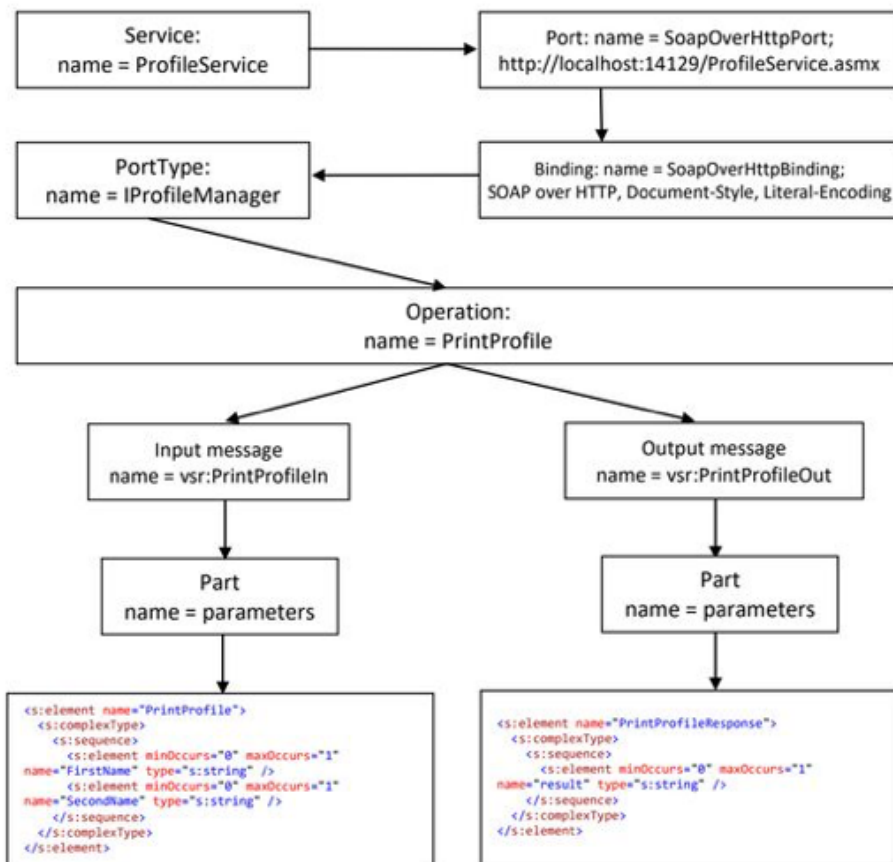 Service:
name = ProfileService
Port: name = SoapOverHttpPort;
http://localhost:14129/ProfileService.asmx
PortType:
name = IProfileManager
Binding: name = SoapOverHttpBinding;
SOAP over HTTP, Document-Style, Literal-Encoding
Operation:
name = PrintProfile
Input message
name = vsr:PrintProfileIn
Output message
name = vsr:PrintProfileOut
Part
name = parameters
Part
name = parameters
<s:element name="PrintProfile">
<s:complexType>
<s:sequence>
<s:element minOccurs="0" maxOccurs="1"
name="FirstName" type="s:string" />
<s:element minOccurs="0" maxOccurs="1"
name="SecondName" type="s:string" />
</s:sequence>
</s:complexType>
</s:element>
<s:element name="PrintProfileResponse">
<s:complexType>
<s:sequence>
<s:element minOccurs="0" maxOccurs="1"
name="result" type="s:string" />
</s:sequence>
</s:complexType>
</s:element>